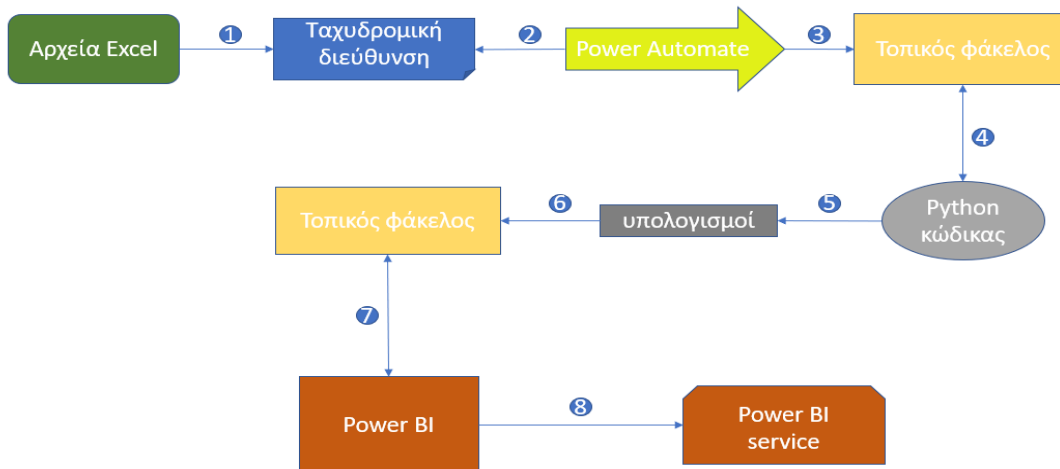 Αρχεία Excel
1
Ταχυδρομική
διεύθυνση
2
Power Automate
3
Τοπικός φάκελος
4
Τοπικός φάκελος
6
υπολογισμοί
5
Python
κώδικας
7
Power BI
8
Power BI
service